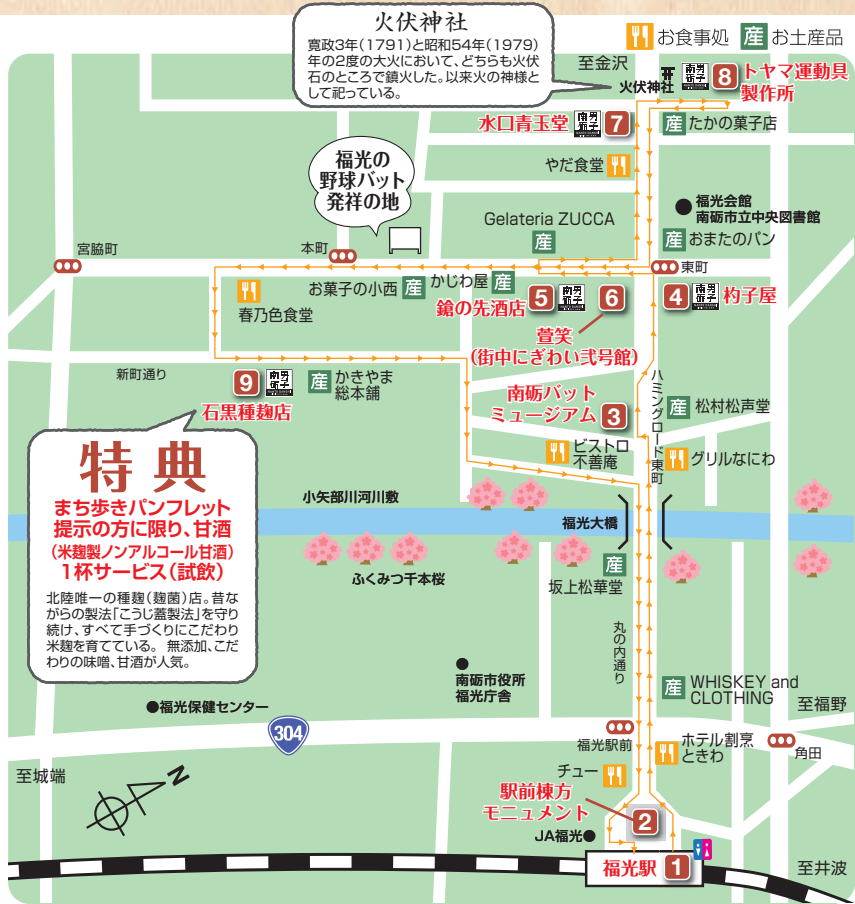 火伏神社
寛政3年(1791)と昭和54年(1979)
年の2度の大火において、どちらも火伏
石のところで鎮火した。以来火の神様と
して祀っている。
お食事処
産 お土産品
至金沢
火伏神社
南砺男子
8
トヤマ運動具
製作所
水口青玉堂
南砺男子
7
産 たかの菓子店
やだ食堂
福光の
野球バット
発祥の地
福光会館
南砺市立中央図書館
Gelateria ZUCCA
産
産 おまたのパン
宮脇町
本町
東町
お菓子の小西 産
かじわ屋 産
春乃色食堂
鎗の先酒店
5
南砺男子
6
4
南砺男子
杓子屋
萱笑
(街中にぎわい弐号館)
新町通り
9
南砺男子
石黒種麹店
産 かきやま
総本舗
南砺バット
ミュージアム
3
ハミングロード東町
産 松村松声堂
ビストロ
不善庵
グリルなにわ
特典
まち歩きパンフレット
提示の方に限り、甘酒
(米麹製ノンアルコール甘酒)
1杯サービス(試飲)
北陸唯一の種麹(麹菌)店。昔な
がらの製法「こうじ蓋製法」を守り
続け、すべて手づくりにこだわり
米麹を育てている。 無添加、こだ
わりの味噌、甘酒が人気。
小矢部川河川敷
福光大橋
ふくみつ千本桜
産
坂上松華堂
丸の内通り
南砺市役所
福光庁舎
産 WHISKEY and
CLOTHING
福光保健センター
至福野
304
福光駅前
ホテル割烹
ときわ
角田
至城端
N
チュー
駅前棟方
モニュメント
2
JA福光
福光駅
1
至井波